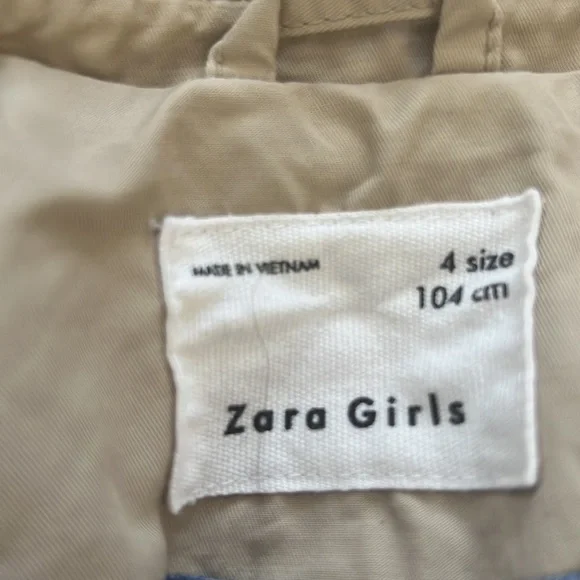 MADE IN VIETNAM
4 size
104 cm
Zara Girls